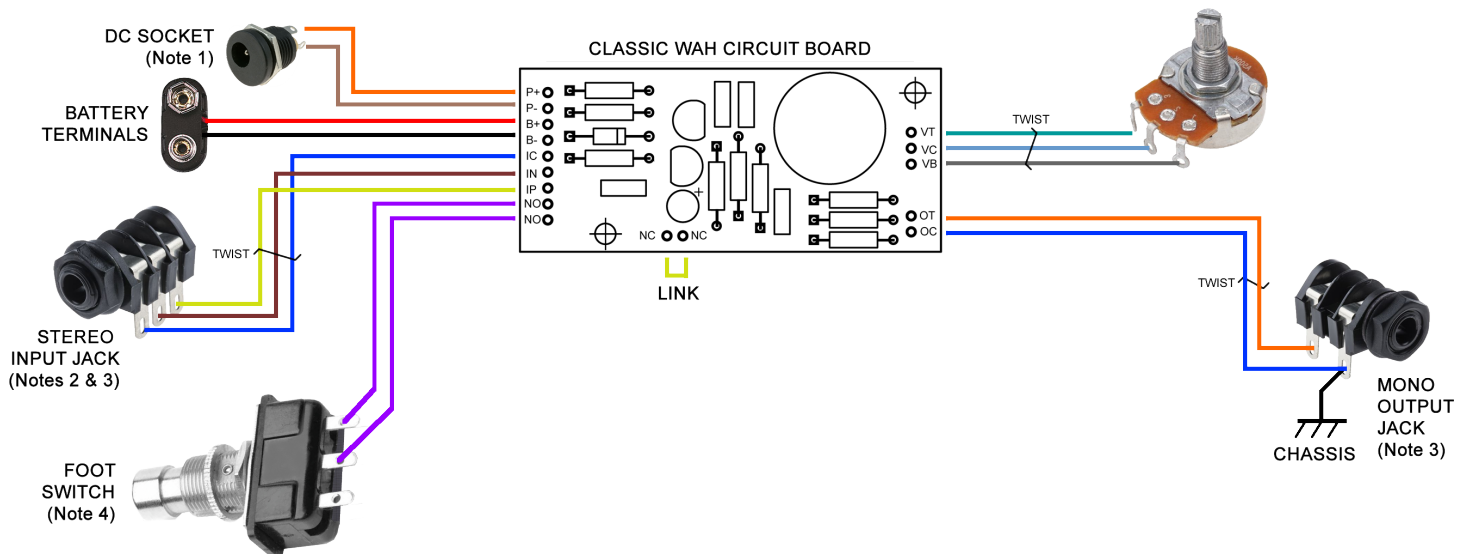 CLASSIC WAH CIRCUIT BOARD
DC SOCKET
(Note 1)
BATTERY
TERMINALS
P+
P-
B+
B-
IC
IN
IP
NO
NO
+
NC
NC
LINK
VT
VC
VB
OT
OC
TWIST
TWIST
STEREO
INPUT JACK
(Notes 2 & 3)
FOOT
SWITCH
(Note 4)
TWIST
MONO
OUTPUT
JACK
(Note 3)
CHASSIS